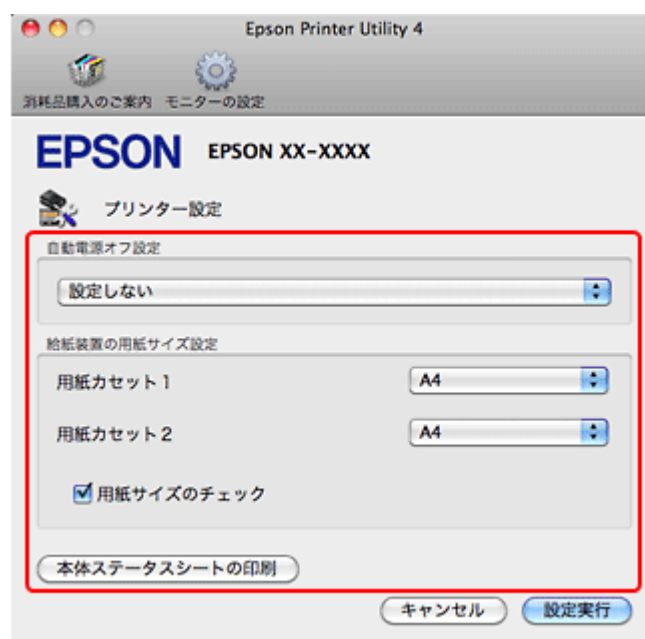 Epson Printer Utility 4
消耗品購入のご案内 モニターの設定
EPSON EPSON XX-XXXX
プリンター設定
自動電源オフ設定
設定しない
給紙装置の用紙サイズ設定
用紙カセット1 A4
用紙カセット2 A4
用紙サイズのチェック
本体ステータスシートの印刷
キャンセル 設定実行